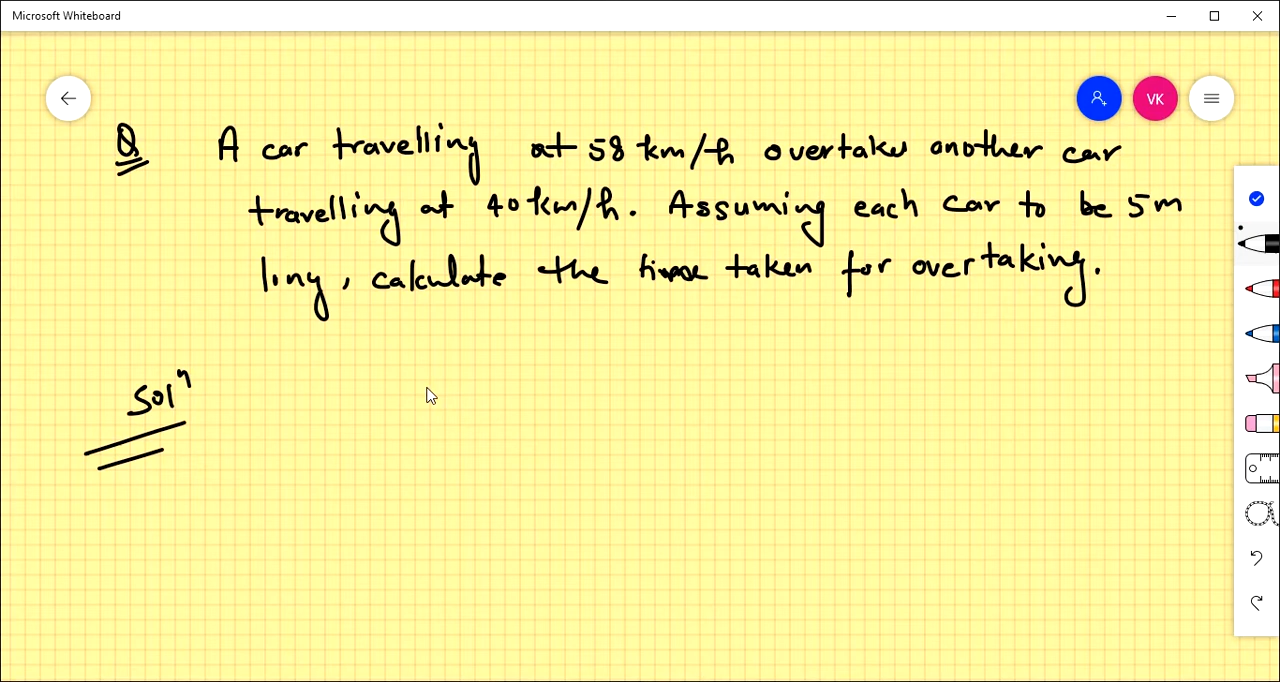 Microsoft Whiteboard
VK
Q A car travelling at 58 km/h overtakes another car
travelling at 40 km/h. Assuming each car to be 5m
long, calculate the time taken for overtaking.
Solⁿ